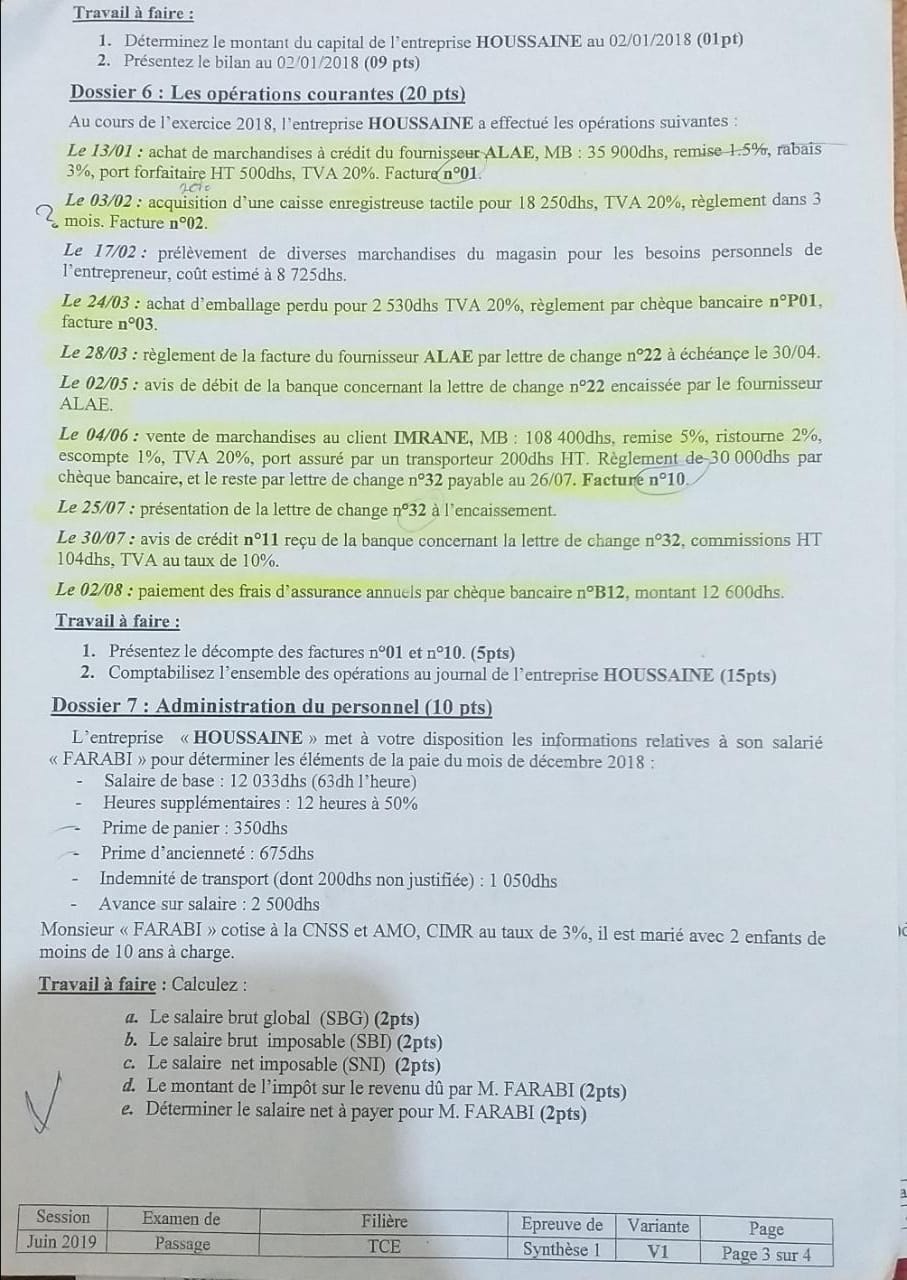 Travail à faire :
1. Déterminez le montant du capital de l'entreprise HOUSSAINE au 02/01/2018 (01pt)
2. Présentez le bilan au 02/01/2018 (09 pts)
Dossier 6 : Les opérations courantes (20 pts)
Au cours de l'exercice 2018, l'entreprise HOUSSAINE a effectué les opérations suivantes :
Le 13/01 : achat de marchandises à crédit du fournisseur ALAE, MB : 35 900dhs, remise 1.5%, rabais
3%, port forfaitaire HT 500dhs, TVA 20%. Facture n°01.
Le 03/02 : acquisition d'une caisse enregistreuse tactile pour 18 250dhs, TVA 20%, règlement dans 3
? mois. Facture n°02.
Le 17/02 : prélèvement de diverses marchandises du magasin pour les besoins personnels de
l'entrepreneur, coût estimé à 8 725dhs.
Le 24/03 : achat d'emballage perdu pour 2 530dhs TVA 20%, règlement par chèque bancaire n°P01,
facture n°03.
Le 28/03 : règlement de la facture du fournisseur ALAE par lettre de change n°22 à échéançe le 30/04.
Le 02/05 : avis de débit de la banque concernant la lettre de change n°22 encaissée par le fournisseur
ALAE.
Le 04/06 : vente de marchandises au client IMRANE, MB : 108 400dhs, remise 5%, ristourne 2%,
escompte 1%, TVA 20%, port assuré par un transporteur 200dhs HT. Règlement de 30 000dhs par
chèque bancaire, et le reste par lettre de change n°32 payable au 26/07. Facture n°10.
Le 25/07 : présentation de la lettre de change n°32 à l'encaissement.
Le 30/07 : avis de crédit n°11 reçu de la banque concernant la lettre de change n°32, commissions HT
104dhs, TVA au taux de 10%.
Le 02/08 : paiement des frais d'assurance annuels par chèque bancaire n°B12, montant 12 600dhs.
Travail à faire :
1. Présentez le décompte des factures n°01 et n°10. (5pts)
2. Comptabilisez l'ensemble des opérations au journal de l'entreprise HOUSSAINE (15pts)
Dossier 7 : Administration du personnel (10 pts)
L'entreprise « HOUSSAINE » met à votre disposition les informations relatives à son salarié
« FARABI » pour déterminer les éléments de la paie du mois de décembre 2018 :
- Salaire de base : 12 033dhs (63dh l'heure)
- Heures supplémentaires : 12 heures à 50%
- Prime de panier : 350dhs
- Prime d'ancienneté : 675dhs
- Indemnité de transport (dont 200dhs non justifiée) : 1 050dhs
- Avance sur salaire : 2 500dhs
Monsieur « FARABI » cotise à la CNSS et AMO, CIMR au taux de 3%, il est marié avec 2 enfants de
moins de 10 ans à charge.
Travail à faire : Calculez :
a. Le salaire brut global (SBG) (2pts)
b. Le salaire brut imposable (SBI) (2pts)
c. Le salaire net imposable (SNI) (2pts)
d. Le montant de l'impôt sur le revenu dû par M. FARABI (2pts)
e. Déterminer le salaire net à payer pour M. FARABI (2pts)
Session Examen de Filière Epreuve de Variante Page
Juin 2019 Passage TCE Synthèse 1 V1 Page 3 sur 4